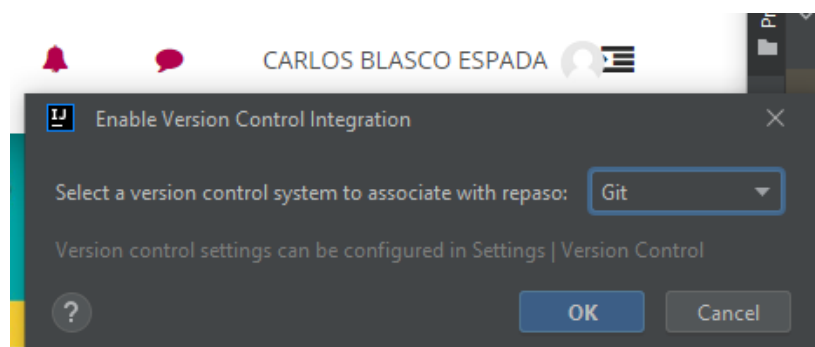 CARLOS BLASCO ESPADA
Pr
IJ Enable Version Control Integration
Select a version control system to associate with repaso: Git
Version control settings can be configured in Settings | Version Control
? OK Cancel